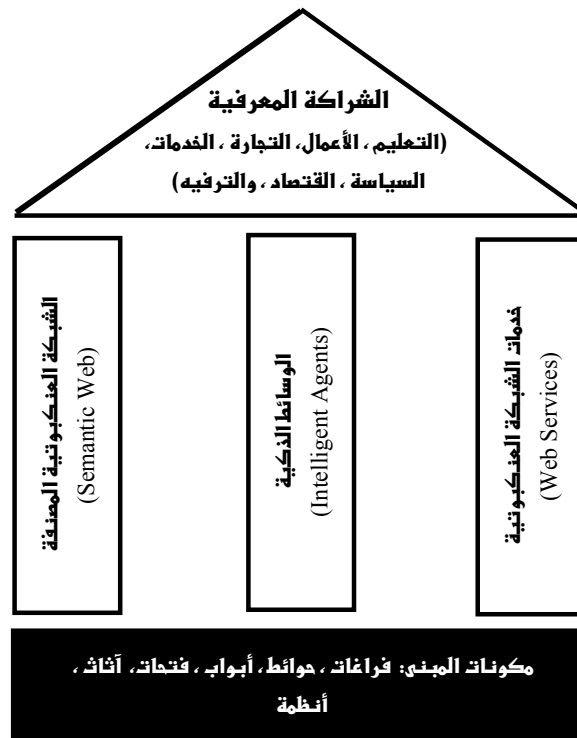 الشراكة المعرفية
(التعليم ، الأعمال، التجارة ، الخدمات،
السياسة ، القتصاد ، والترفيه)
خدمات الشبكة العنكبوتية
(Web Services)
الوسائط الذكية
(Intelligent Agents)
الشبكة العنكبوتية المصنفة
(Semantic Web)
مكونات المبنى: فراغات ، حوائط ، أبواب ، فتحات، آثاث ،
أنظمة